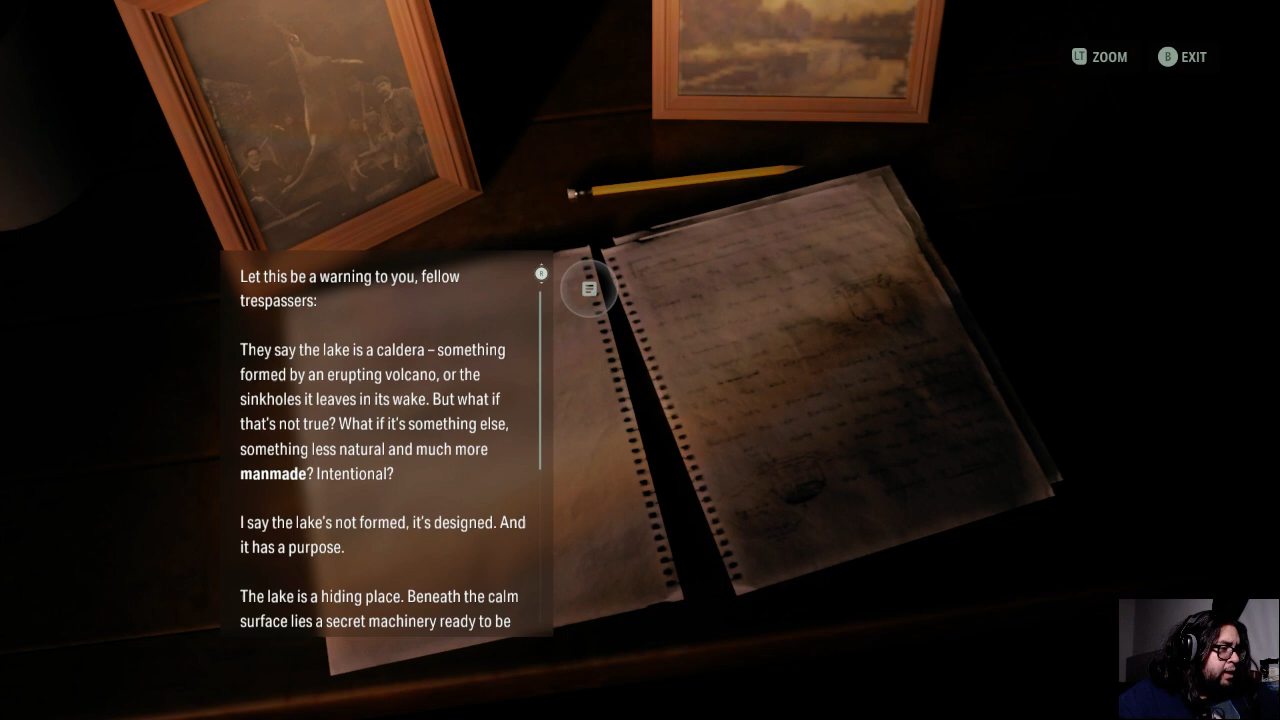 LT ZOOM
B EXIT
Let this be a warning to you, fellow
trespassers:
They say the lake is a caldera – something
formed by an erupting volcano, or the
sinkholes it leaves in its wake. But what if
that's not true? What if it's something else,
something less natural and much more
manmade? Intentional?
I say the lake's not formed, it's designed. And
it has a purpose.
The lake is a hiding place. Beneath the calm
surface lies a secret machinery ready to be
R